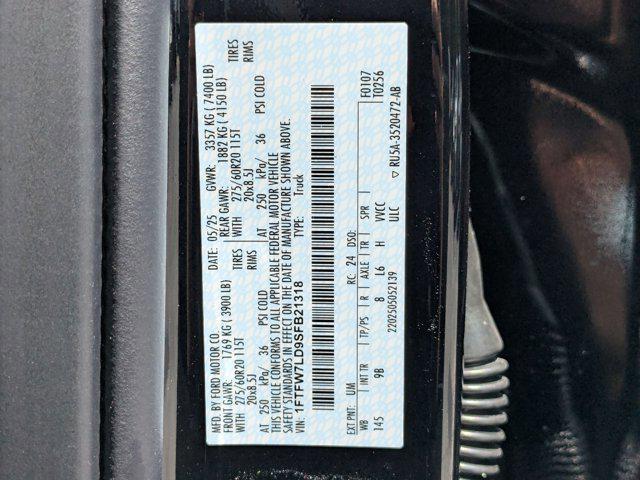 MFD. BY FORD MOTOR CO. DATE: 05/25 GVWR: 3357 KG ( 7400 LB)
FRONT GAWR: 1769 KG ( 3900 LB) REAR GAWR: 1882 KG ( 4150 LB)
WITH 275/60R20 115T TIRES WITH 275/60R20 115T TIRES
20x8.5J RIMS 20x8.5J RIMS
AT 250 kPa/ 36 PSI COLD AT 250 kPa/ 36 PSI COLD
THIS VEHICLE CONFORMS TO ALL APPLICABLE FEDERAL MOTOR VEHICLE
SAFETY STANDARDS IN EFFECT ON THE DATE OF MANUFACTURE SHOWN ABOVE.
VIN: 1FTFW7LD9SFB21318 TYPE: Truck
F0107
T0256
EXT PNT: UM RC: 24 DSO:
WB INT TR TP/PS R AXLE TR SPR
145 9B 8 L6 H VVCC
ULC
2202505052139
RU5A-3520472-AB